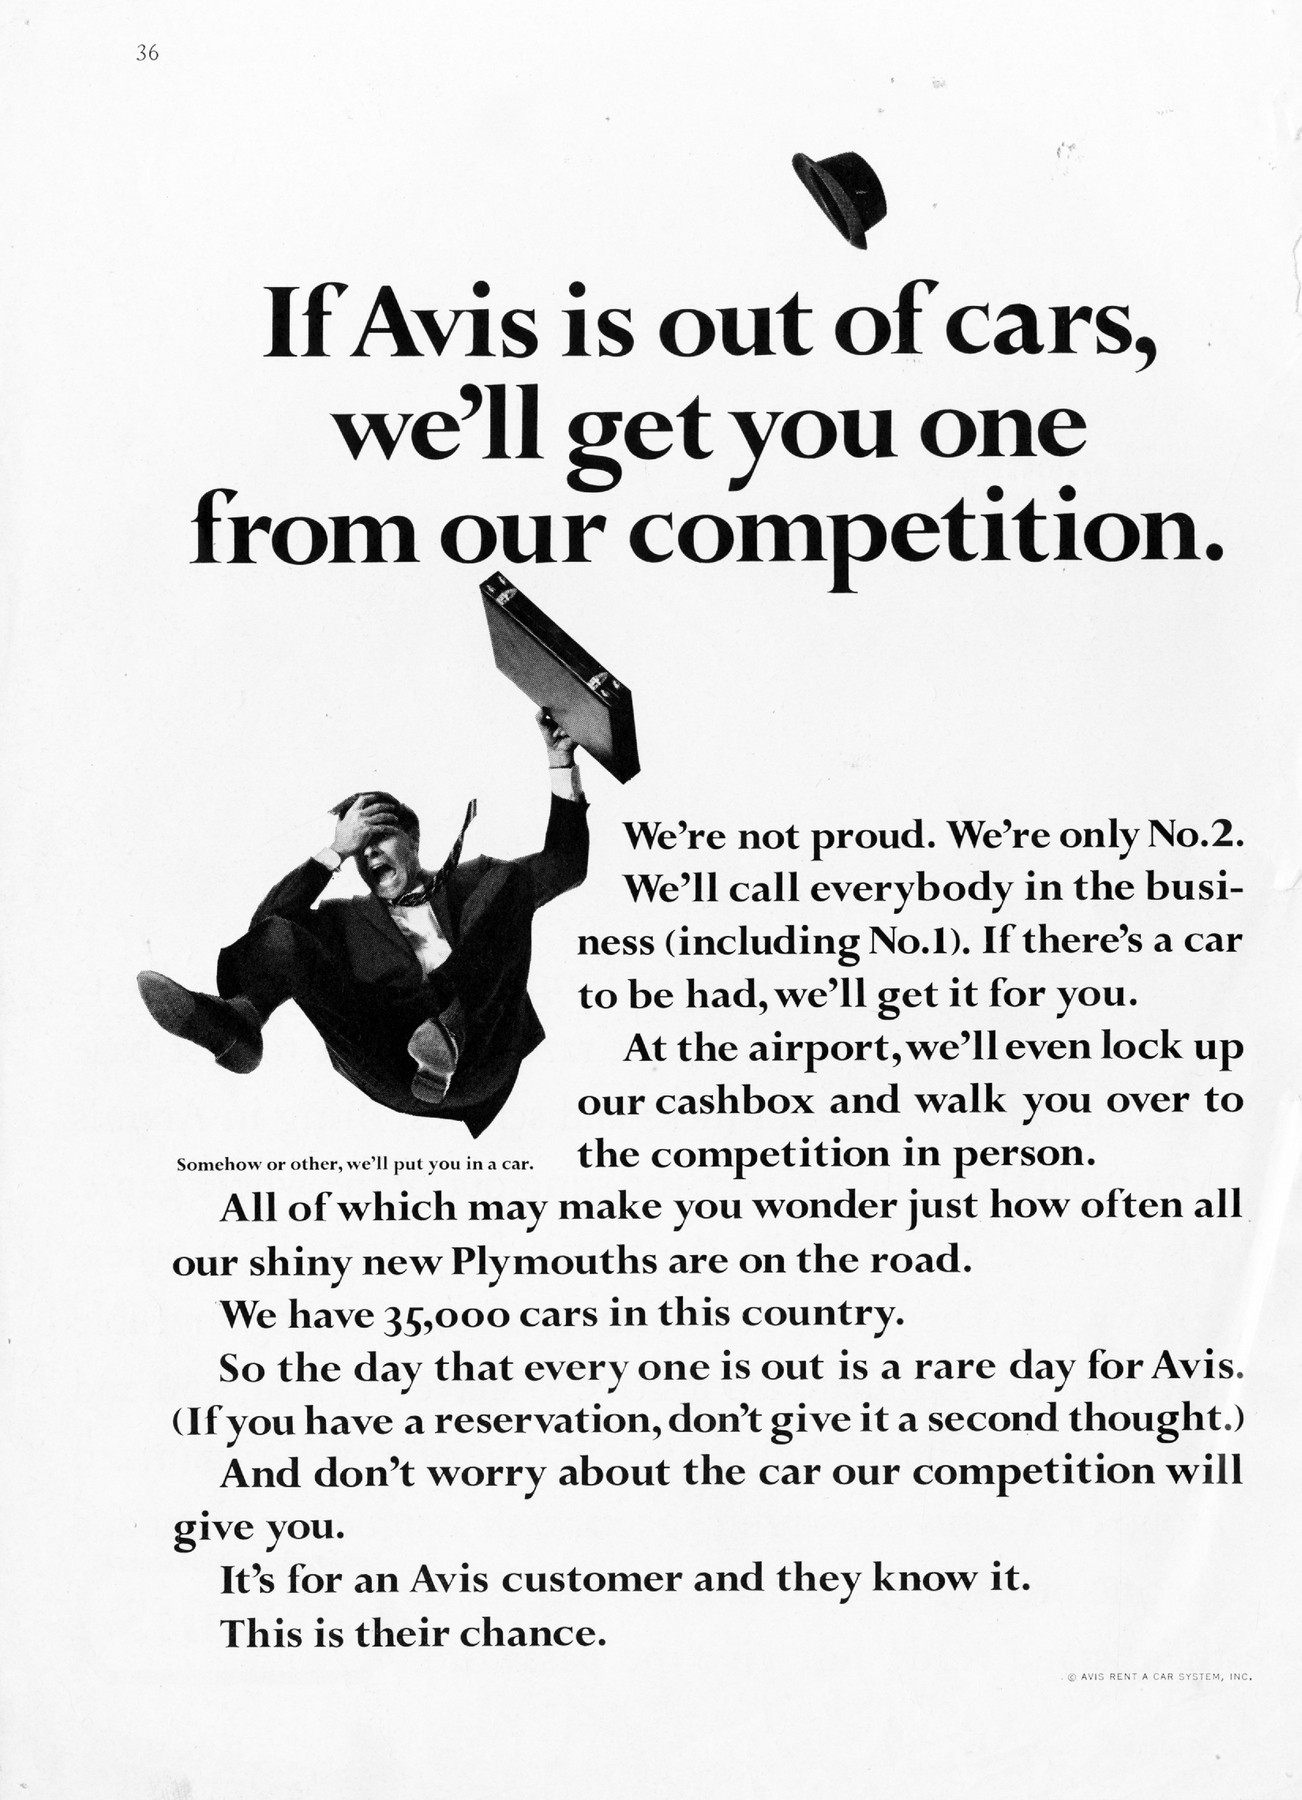 36
If Avis is out of cars,
we'll get you one
from our competition.
We're not proud. We're only No.2.
We'll call everybody in the busi-
ness (including No.1). If there's a car
to be had, we'll get it for you.
At the airport, we'll even lock up
our cashbox and walk you over to
the competition in person.
Somehow or other, we'll put you in a car.
All of which may make you wonder just how often all
our shiny new Plymouths are on the road.
We have 35,000 cars in this country.
So the day that every one is out is a rare day for Avis.
(If you have a reservation, don't give it a second thought.)
And don't worry about the car our competition will
give you.
It's for an Avis customer and they know it.
This is their chance.
© AVIS RENT A CAR SYSTEM, INC.